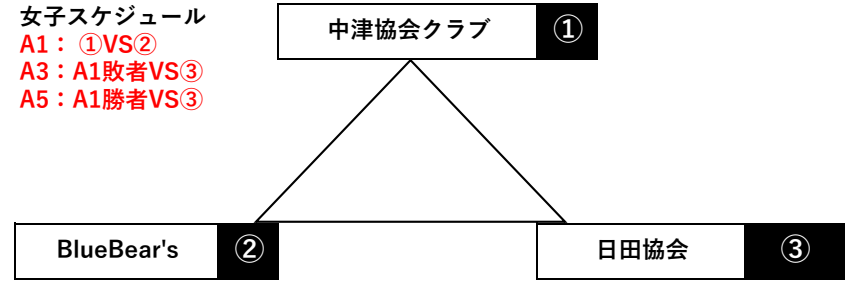 女子スケジュール
A1： ①VS②
A3：A1敗者VS③
A5：A1勝者VS③
中津協会クラブ ①
BlueBear's ②
日田協会 ③